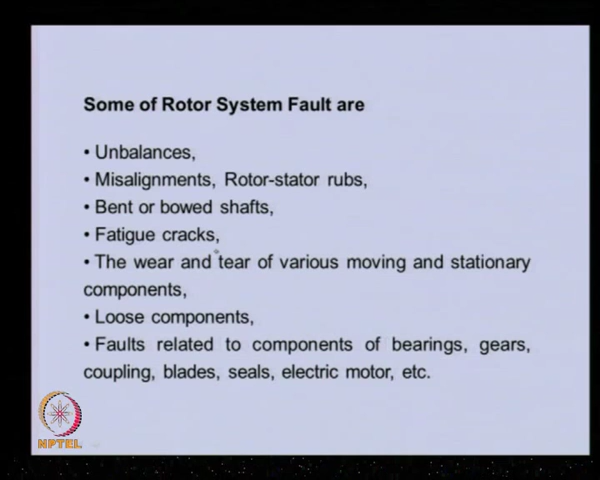 Some of Rotor System Fault are
• Unbalances,
• Misalignments, Rotor-stator rubs,
• Bent or bowed shafts,
• Fatigue cracks,
• The wear and tear of various moving and stationary
components,
• Loose components,
• Faults related to components of bearings, gears,
coupling, blades, seals, electric motor, etc.
NPTEL